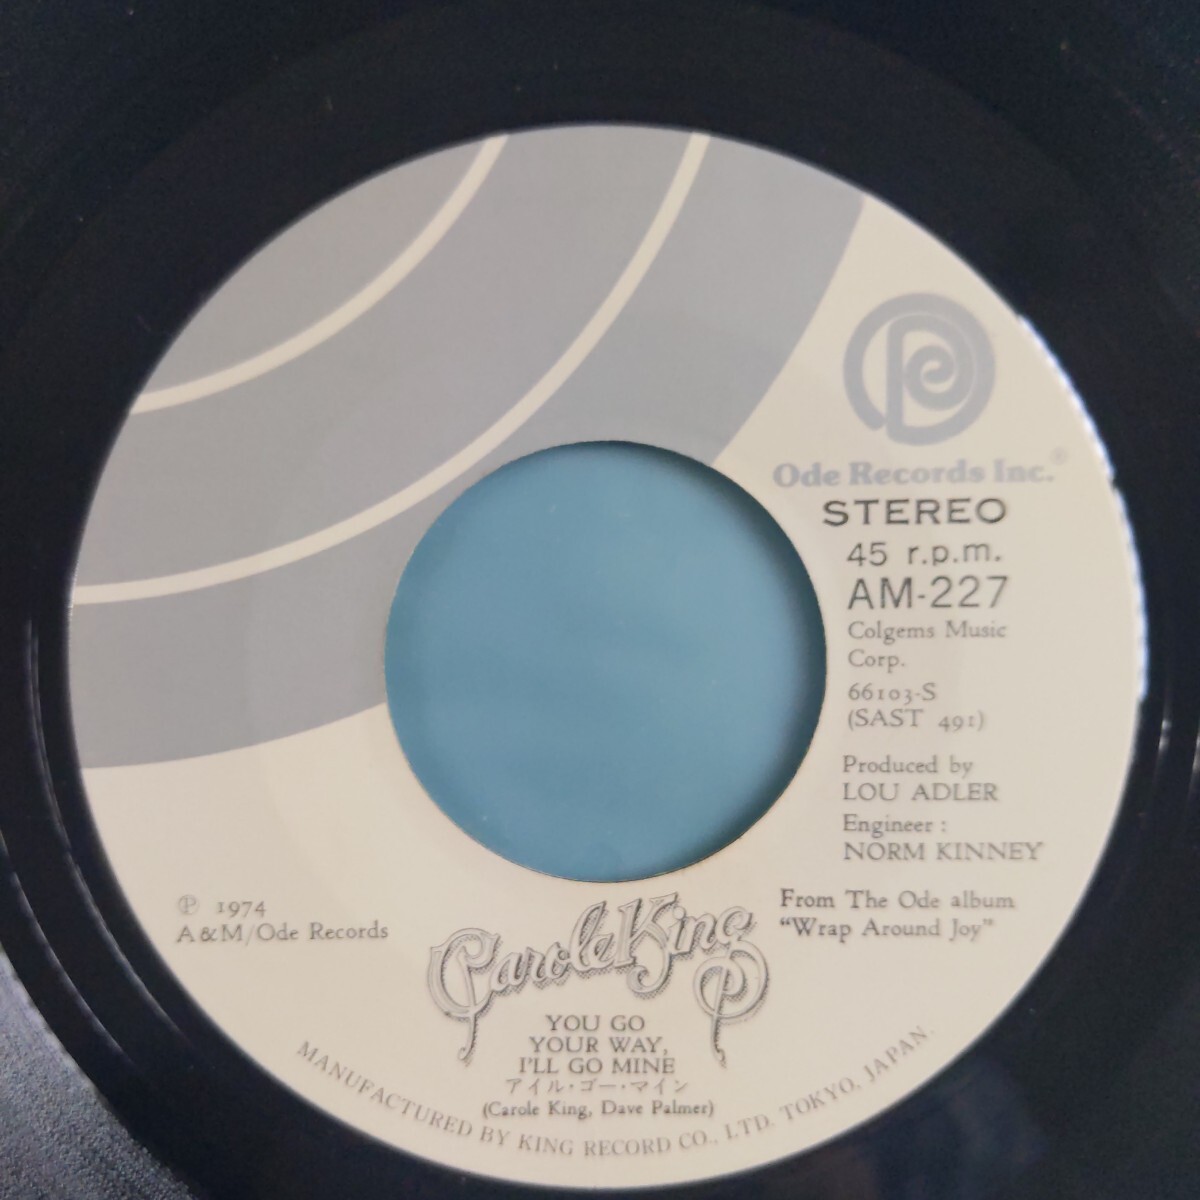 Ode Records Inc.®
STEREO
45 r.p.m.
AM-227
Colgems Music
Corp.
66103-S
(SAST 491)
Produced by
LOU ADLER
Engineer :
NORM KINNEY
From The Ode album
“Wrap Around Joy”
Ⓟ 1974
A&M/Ode Records
Carole King
YOU GO
YOUR WAY,
I'LL GO MINE
アイル・ゴー・マイン
(Carole King, Dave Palmer)
MANUFACTURED BY KING RECORD CO., LTD. TOKYO, JAPAN.